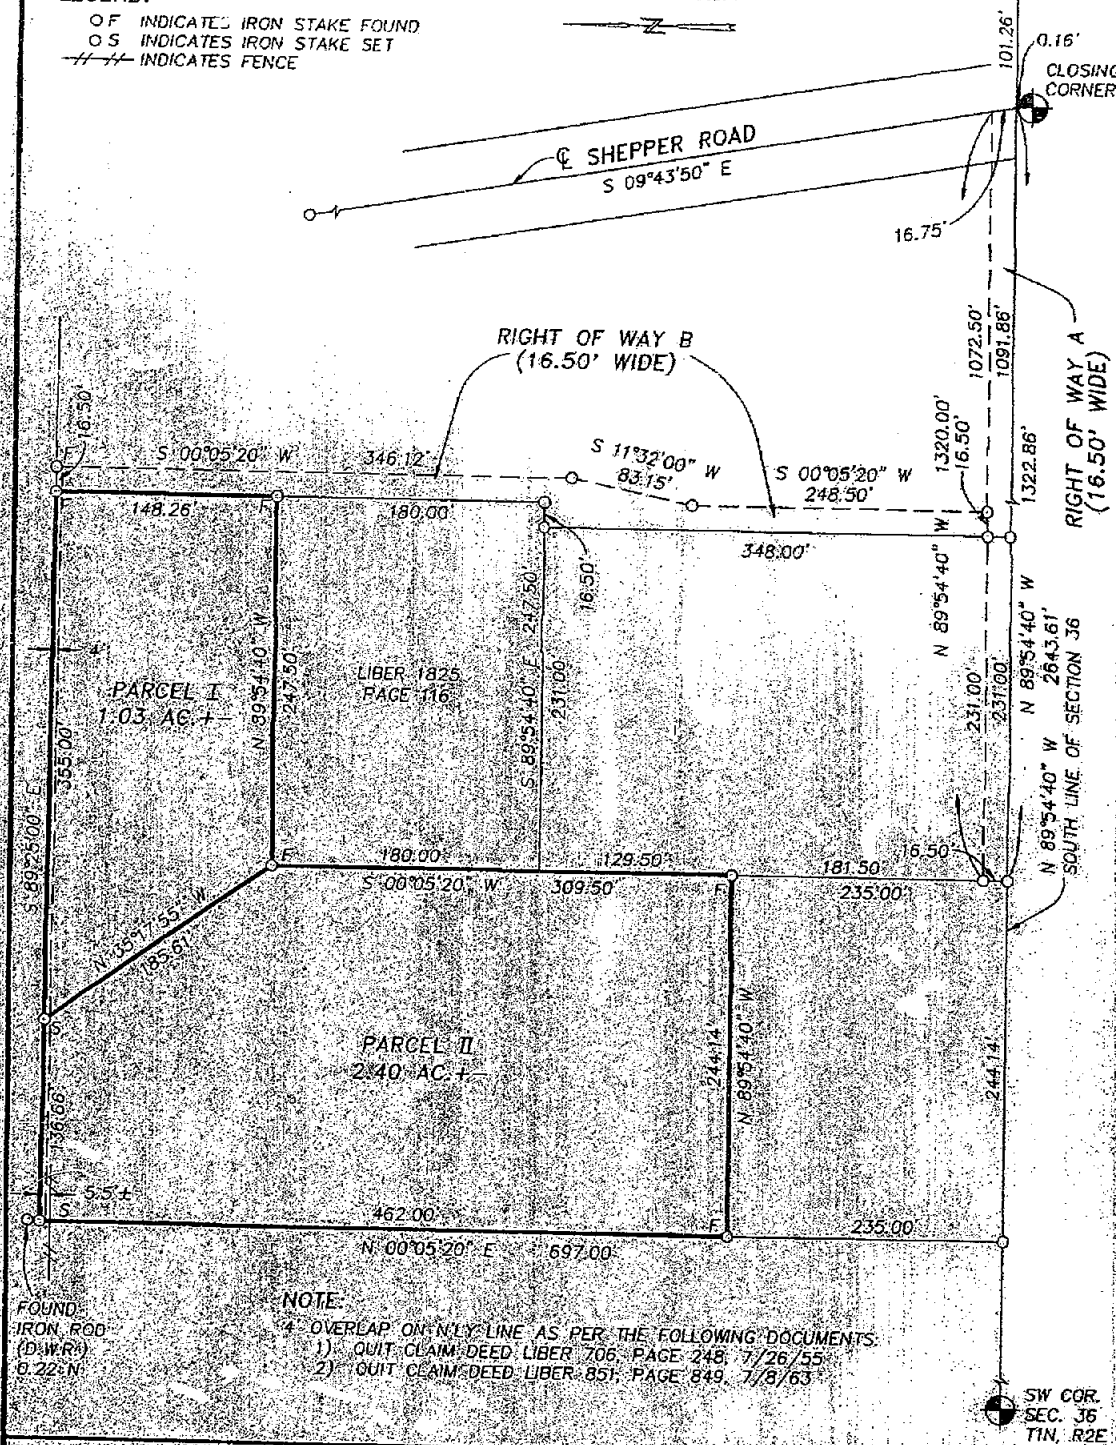 O F INDICATES IRON STAKE FOUND
O S INDICATES IRON STAKE SET
INDICATES FENCE
Z
101.26'
0.16'
CLOSING
CORNER
℄ SHEPPER ROAD
S 09°43'50" E
16.75'
RIGHT OF WAY B
(16.50' WIDE)
1072.50'
1091.86'
RIGHT OF WAY A
(16.50' WIDE)
16.50'
F
S 00°05'20" W
346.12'
S 11°32'00" W
83.15'
S 00°05'20" W
248.50'
1320.00'
16.50'
1322.86'
F
148.26'
F
180.00'
348.00'
16.50'
N 89°54'40" W
4'
PARCEL I
1.03 AC +-
N 89°54'40" W
247.50'
LIBER 1825
PAGE 116
S 89°54'40" E 247.50'
231.00'
231.00'
231.00'
N 89°54'40" W
N 89°54'40" W 2643.61'
SOUTH LINE OF SECTION 36
S 89°25'00" E
355.00'
F
180.00'
129.50'
S 00°05'20" W
309.50'
F
181.50'
235.00'
16.50'
N 35°17'55" W
185.61'
S
PARCEL II
2.40 AC +-
244.14'
N 89°54'40" W
244.14'
136.66'
5.5'±
S
462.00'
F
235.00
N 00°05'20" E 697.00'
FOUND
IRON ROD
(D.W.R.)
0.22' N
NOTE:
4' OVERLAP ON N'LY LINE AS PER THE FOLLOWING DOCUMENTS:
1) QUIT CLAIM DEED LIBER 706, PAGE 248, 7/26/55
2) QUIT CLAIM DEED LIBER 851, PAGE 849, 7/8/63
SW COR.
SEC. 36
T1N, R2E